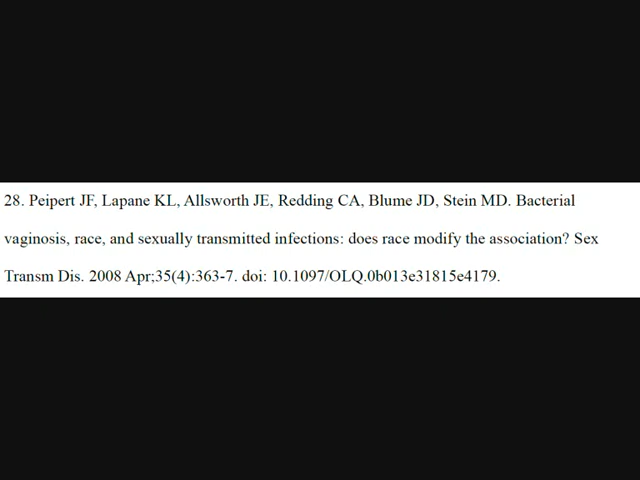 28. Peipert JF, Lapane KL, Allsworth JE, Redding CA, Blume JD, Stein MD. Bacterial
vaginosis, race, and sexually transmitted infections: does race modify the association? Sex
Transm Dis. 2008 Apr;35(4):363-7. doi: 10.1097/OLQ.0b013e31815e4179.